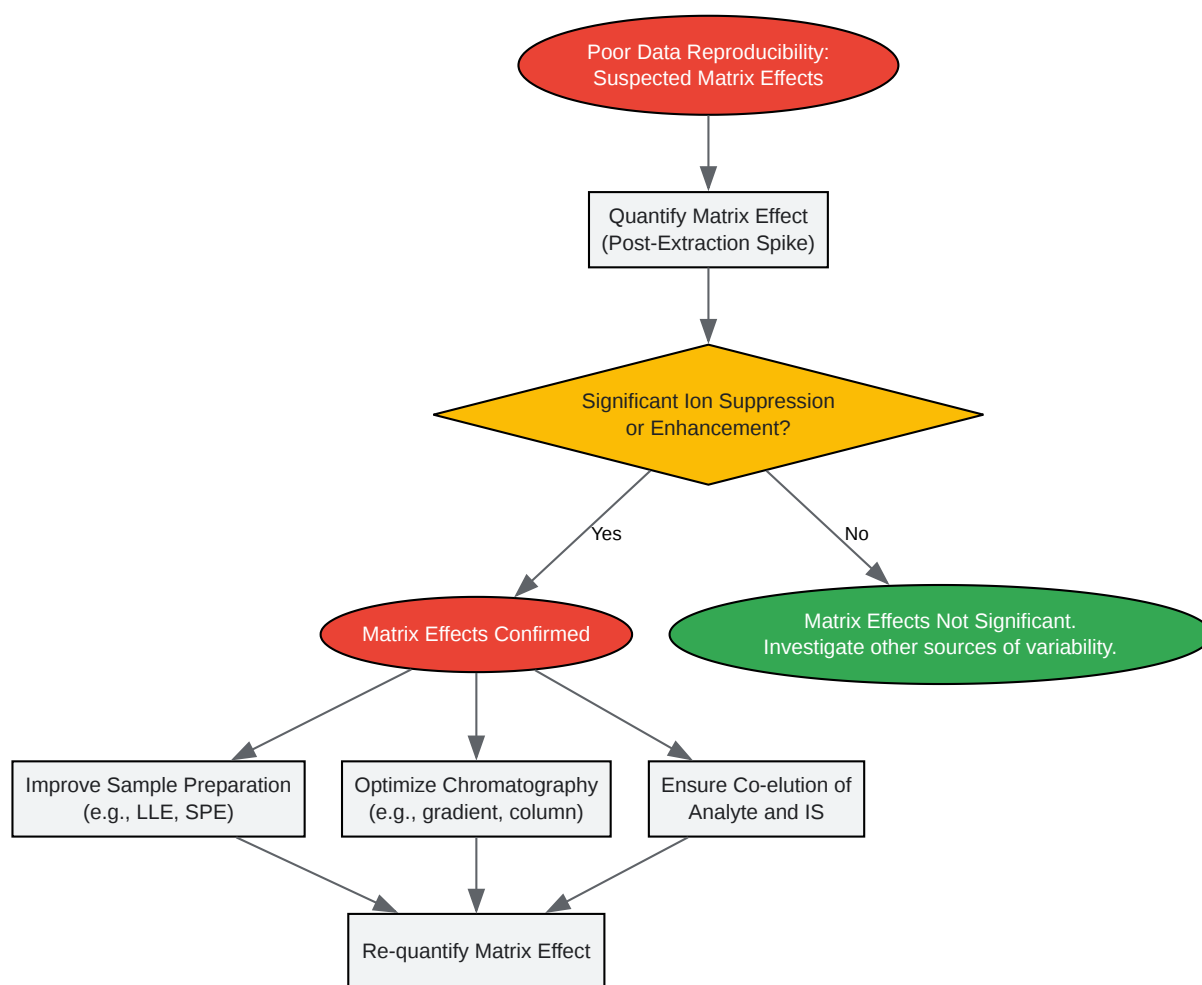 Poor Data Reproducibility:
Suspected Matrix Effects
Quantify Matrix Effect
(Post-Extraction Spike)
Significant Ion Suppression
or Enhancement?
Yes
No
Matrix Effects Confirmed
Matrix Effects Not Significant.
Investigate other sources of variability.
Improve Sample Preparation
(e.g., LLE, SPE)
Optimize Chromatography
(e.g., gradient, column)
Ensure Co-elution of
Analyte and IS
Re-quantify Matrix Effect